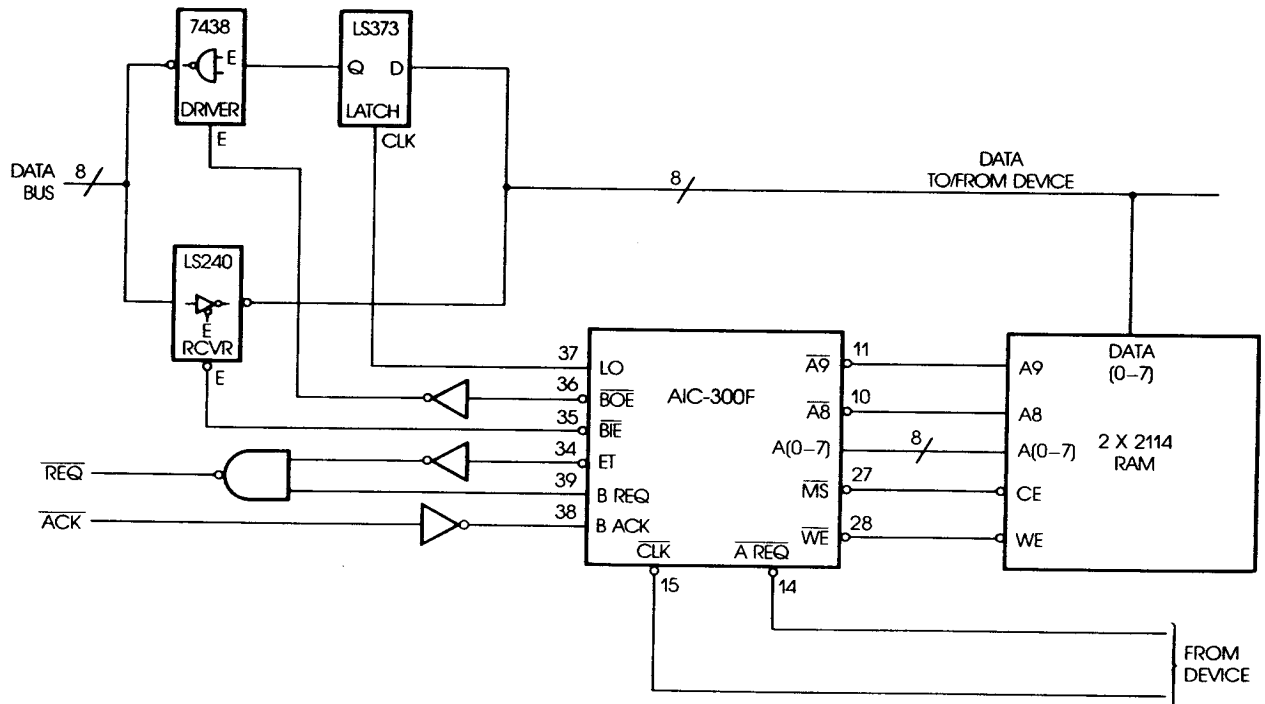 7438
E
DRIVER
E
LS373
Q D
LATCH
CLK
DATA
BUS
8
8
DATA
TO/FROM DEVICE
LS240
E
RCVR
E
REQ
ACK
37
36
35
34
39
38
LO
BOE
BIE
ET
B REQ
B ACK
AIC-300F
CLK
A REQ
15
14
A9
A8
A(0–7)
MS
WE
11
10
8
27
28
DATA
(0–7)
A9
A8
A(0–7)
CE
WE
2 X 2114
RAM
FROM
DEVICE